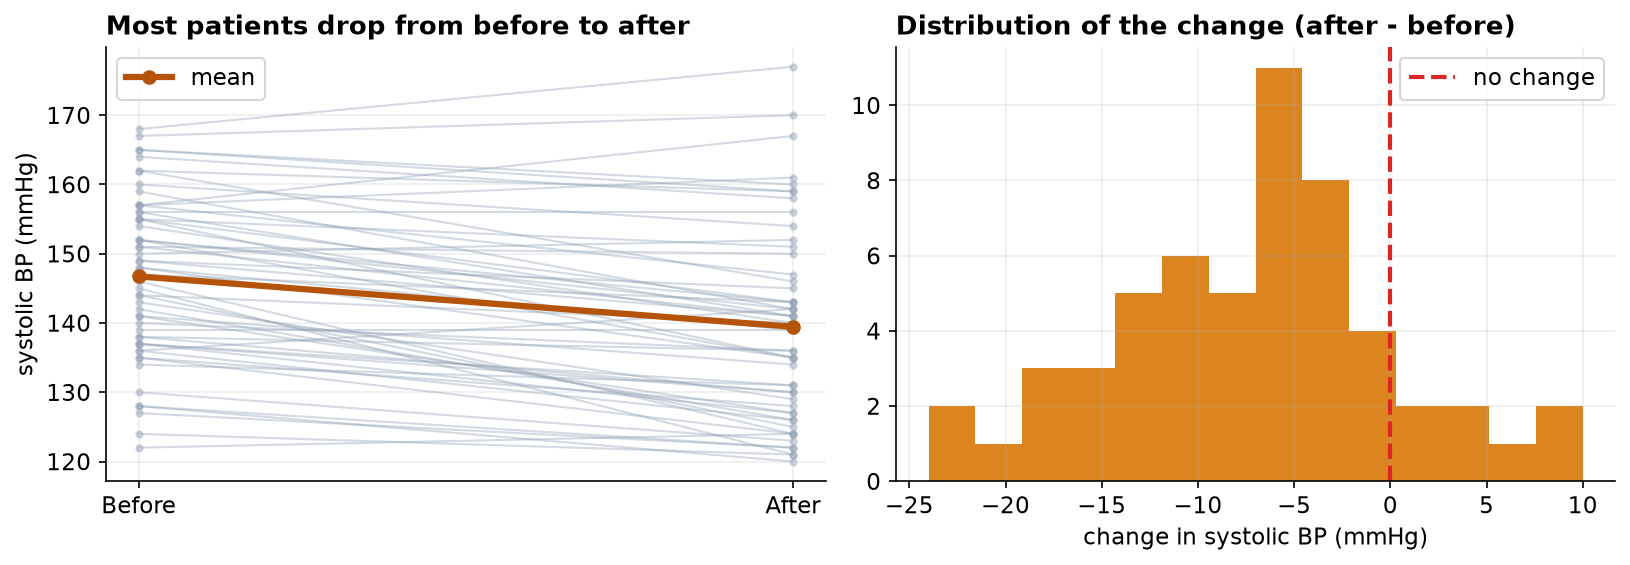 Most patients drop from before to after
mean
systolic BP (mmHg)
170
160
150
140
130
120
Before
After
Distribution of the change (after - before)
no change
10
8
6
4
2
0
−25
−20
−15
−10
−5
0
5
10
change in systolic BP (mmHg)